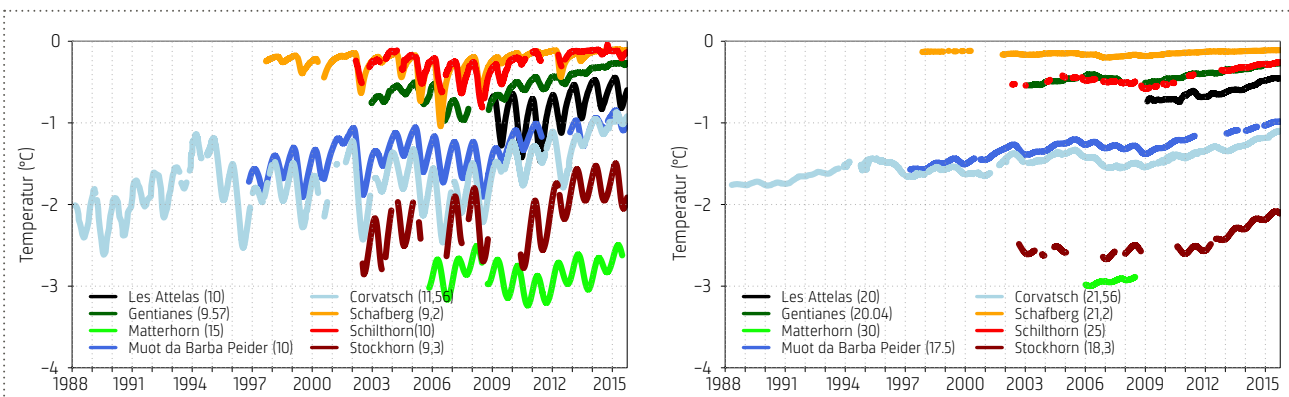 Temperatur (°C)
0
−1
−2
−3
−4
Les Attelas (10)
Gentianes (9.57)
Matterhorn (15)
Muot da Barba Peider (10)
Corvatsch (11,56)
Schafberg (9,2)
Schilthorn(10)
Stockhorn (9,3)
1988 1991 1994 1997 2000 2003 2006 2009 2012 2015
Temperatur (°C)
0
−1
−2
−3
−4
Les Attelas (20)
Gentianes (20.04)
Matterhorn (30)
Muot da Barba Peider (17.5)
Corvatsch (21,56)
Schafberg (21,2)
Schilthorn (25)
Stockhorn (18,3)
1988 1991 1994 1997 2000 2003 2006 2009 2012 2015